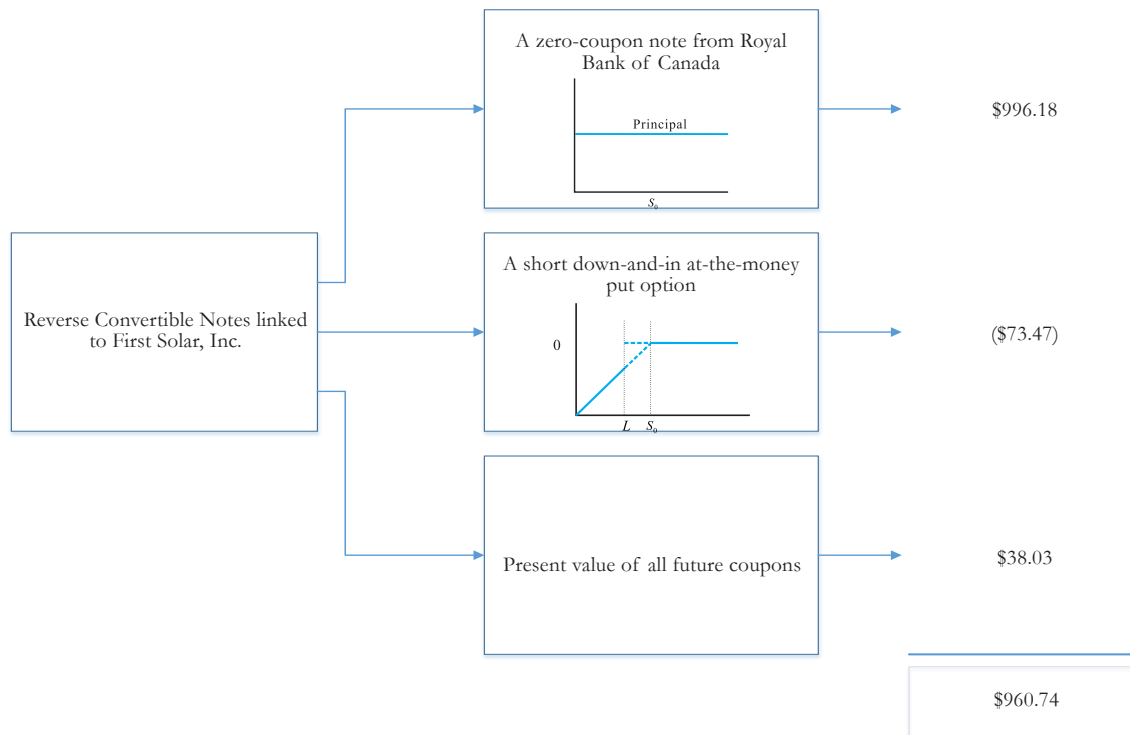 A zero-coupon note from Royal
Bank of Canada
Principal
S₀
$996.18
Reverse Convertible Notes linked
to First Solar, Inc.
A short down-and-in at-the-money
put option
0
L S₀
($73.47)
Present value of all future coupons
$38.03
$960.74